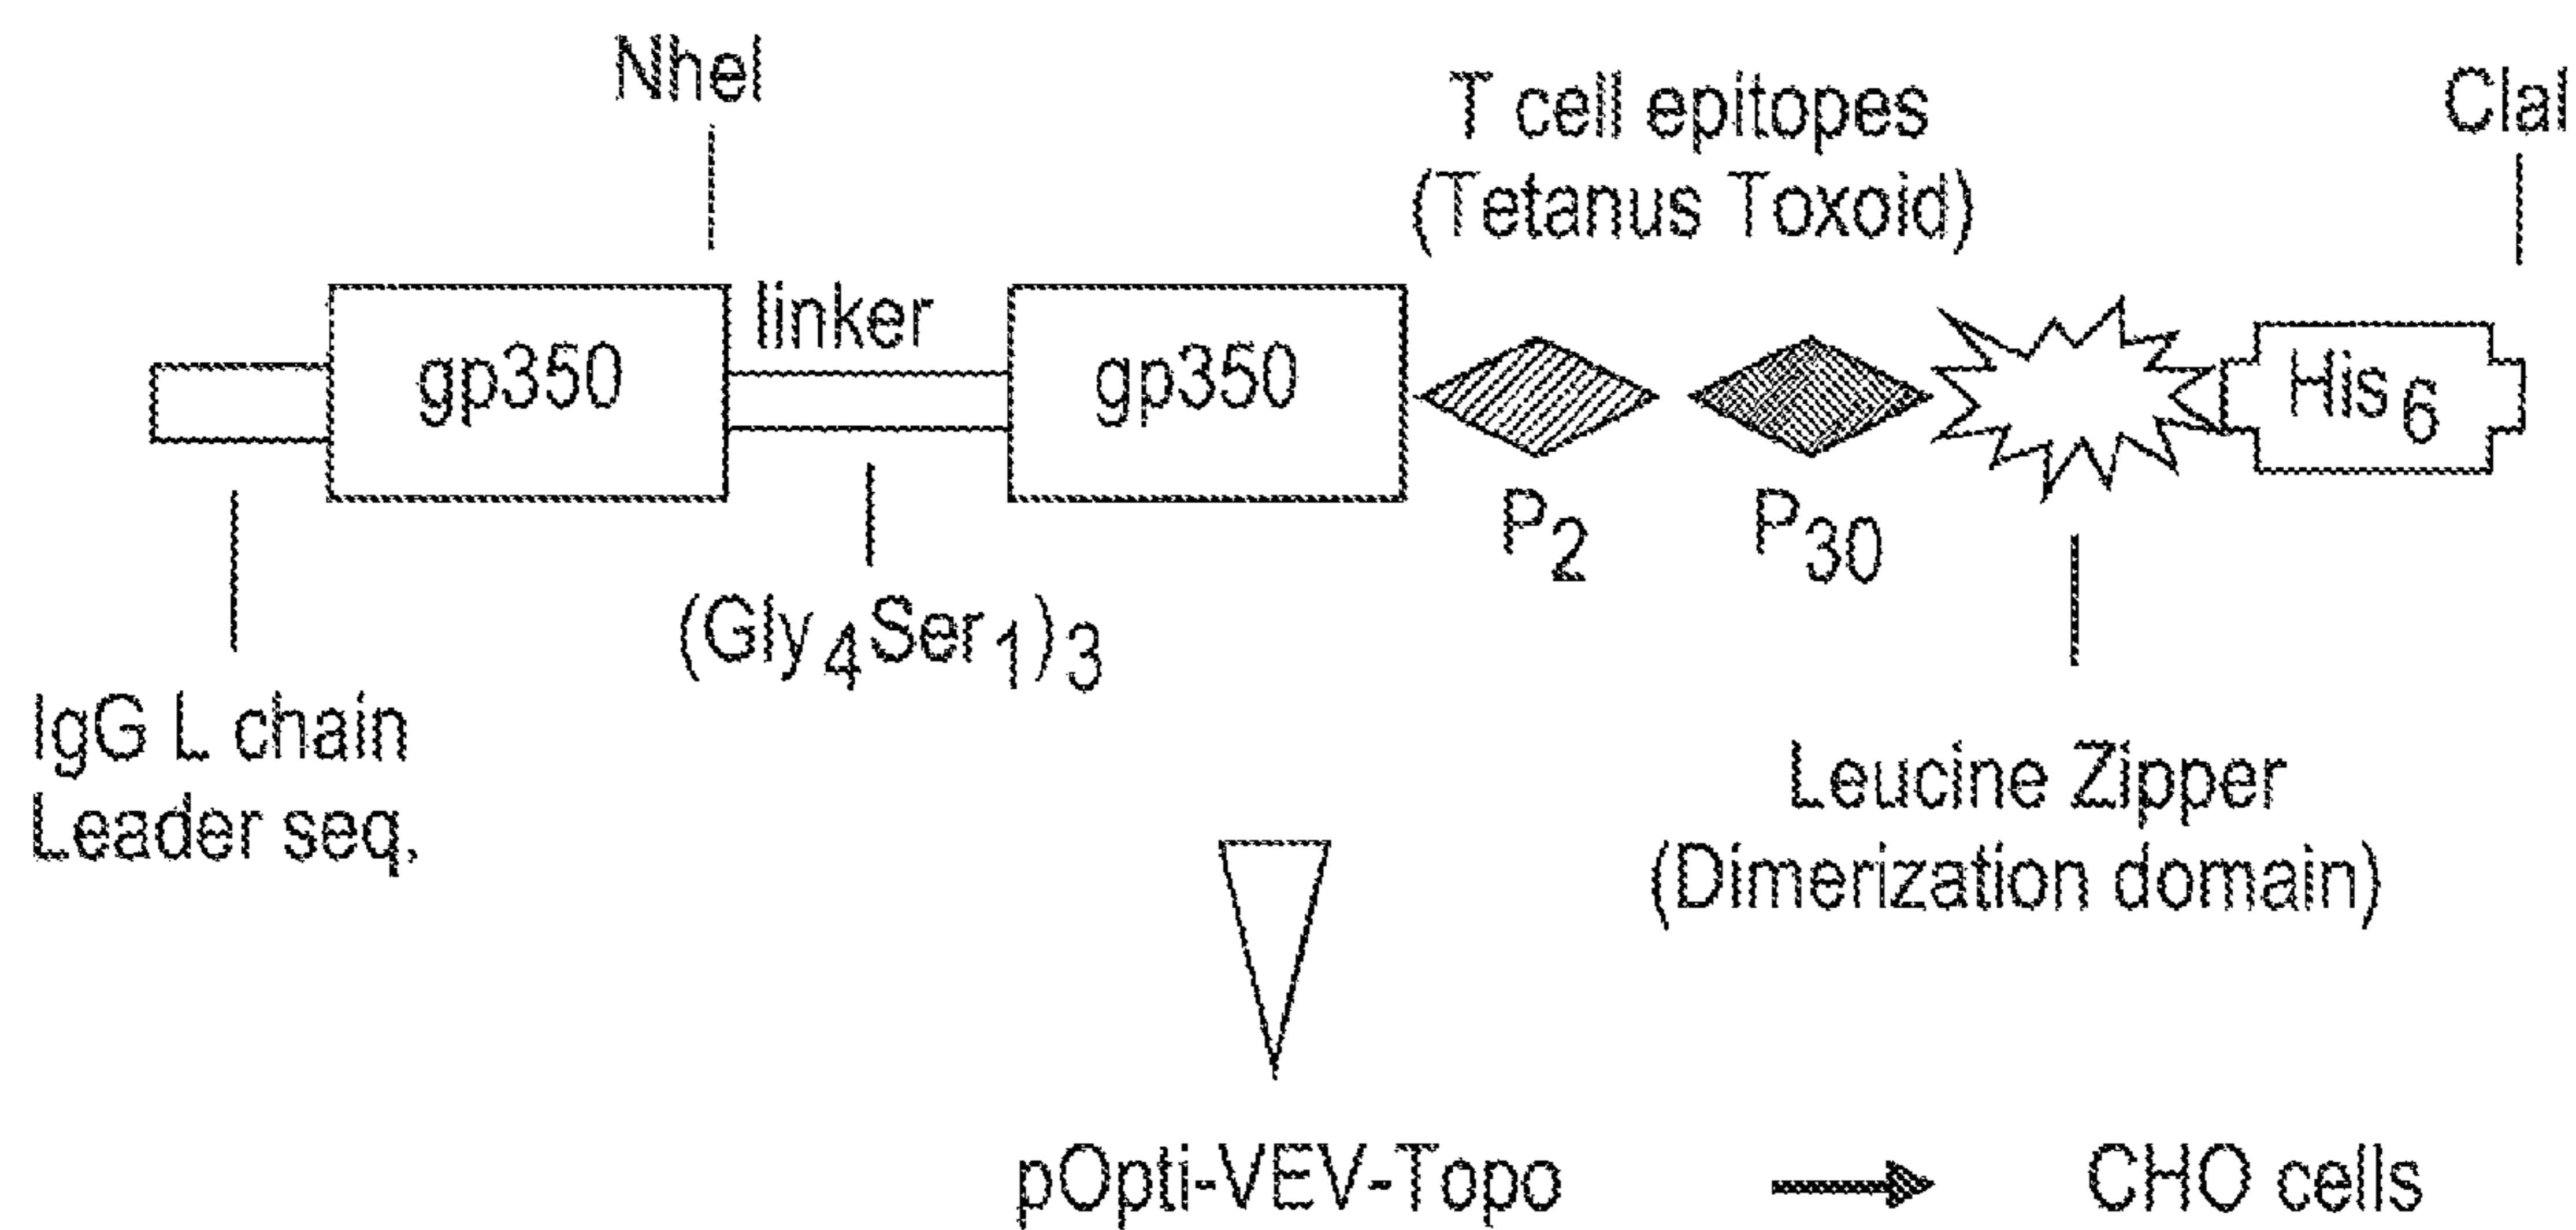 NheI
T cell epitopes
(Tetanus Toxoid)
ClaI
gp350
linker
gp350
His6
P2
P30
(Gly4Ser1)3
IgG L chain
Leader seq.
Leucine Zipper
(Dimerization domain)
pOpti-VEV-Topo
CHO cells